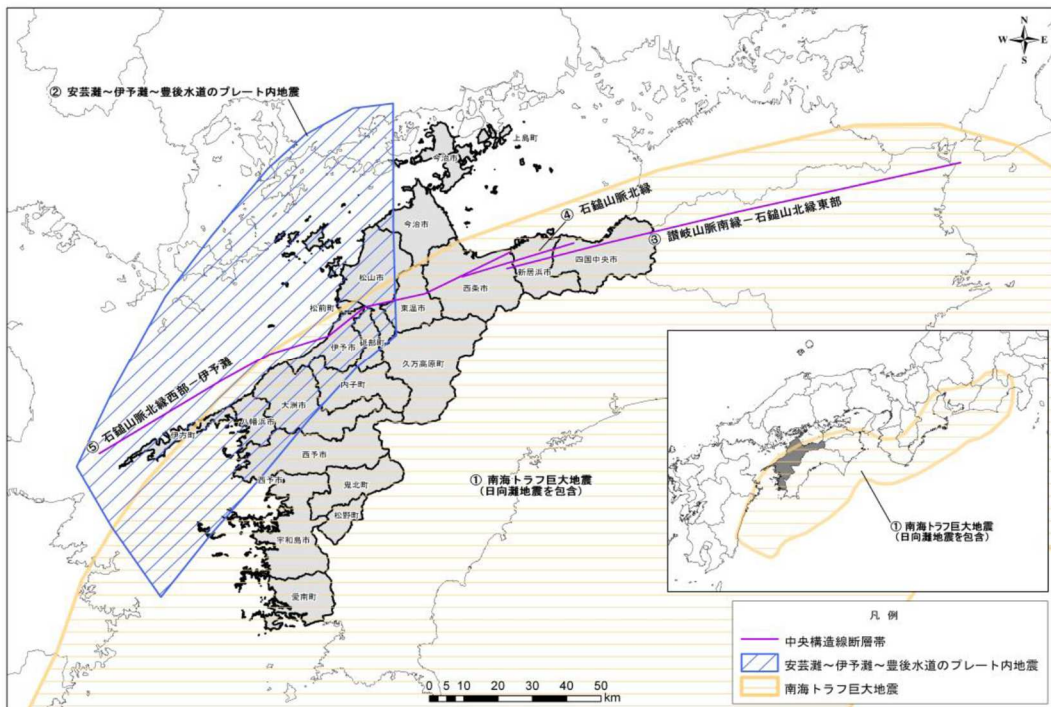 N
W E
S
② 安芸灘～伊予灘～豊後水道のプレート内地震
上島町
今治市
④ 石鎚山脈北縁
③ 讃岐山脈南縁－石鎚山北縁東部
今治市
四国中央市
新居浜市
松山市
西条市
松前町
東温市
伊予市
砥部町
久万高原町
⑤ 石鎚山脈北縁西部－伊予灘
内子町
大洲市
八幡浜市
伊方町
西予市
西予市
① 南海トラフ巨大地震
（日向灘地震を包含）
鬼北町
松野町
宇和島市
愛南町
① 南海トラフ巨大地震
（日向灘地震を包含）
凡 例
中央構造線断層帯
安芸灘～伊予灘～豊後水道のプレート内地震
南海トラフ巨大地震
0 5 10 20 30 40 50
km